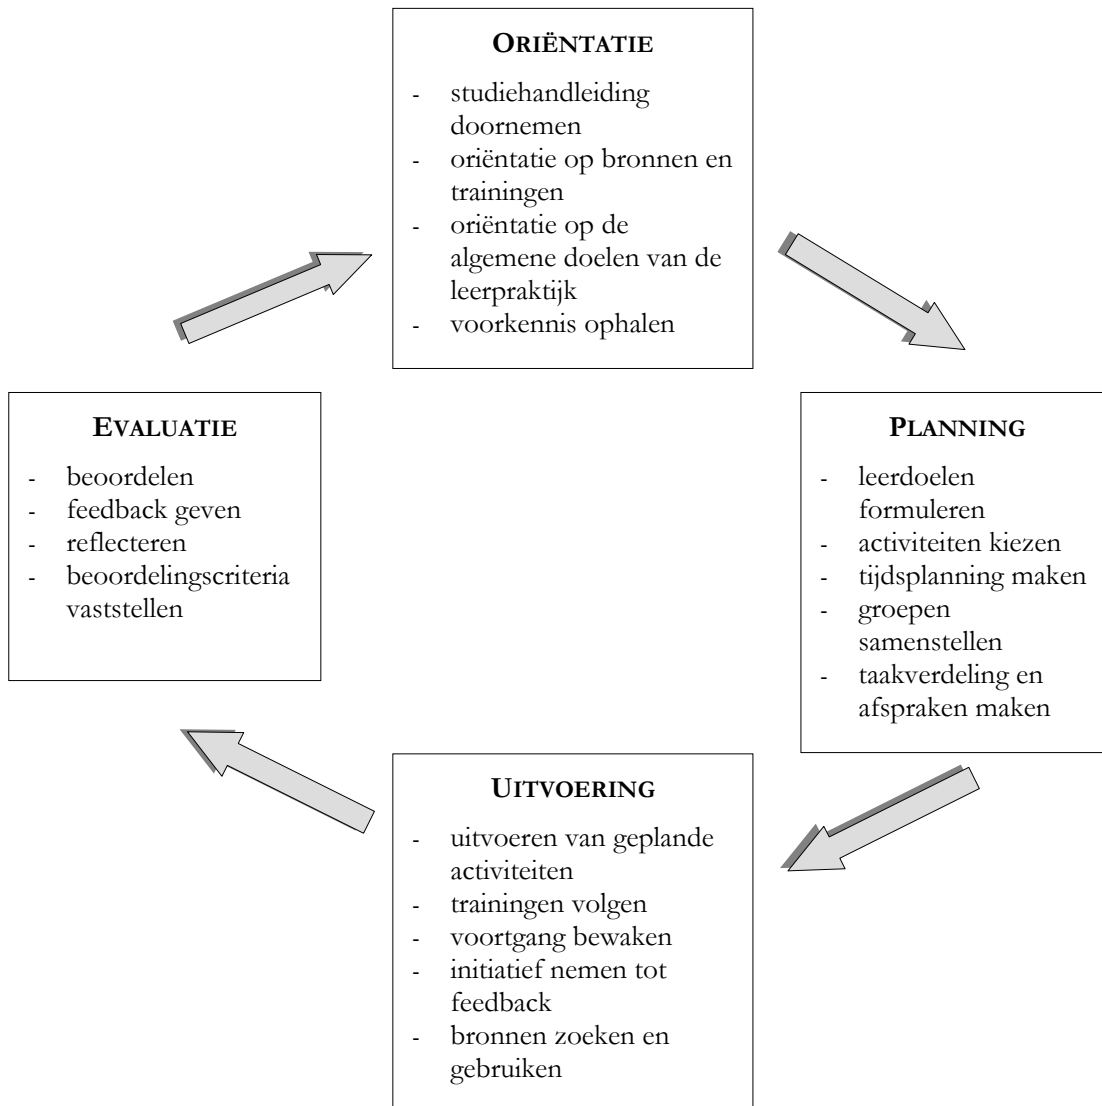 ORIËNTATIE
- studiehandleiding
doornemen
- oriëntatie op bronnen en
trainingen
- oriëntatie op de
algemene doelen van de
leerpraktijk
- voorkennis ophalen
EVALUATIE
- beoordelen
- feedback geven
- reflecteren
- beoordelingscriteria
vaststellen
PLANNING
- leerdoelen
formuleren
- activiteiten kiezen
- tijdsplanning maken
- groepen
samenstellen
- taakverdeling en
afspraken maken
UITVOERING
- uitvoeren van geplande
activiteiten
- trainingen volgen
- voortgang bewaken
- initiatief nemen tot
feedback
- bronnen zoeken en
gebruiken